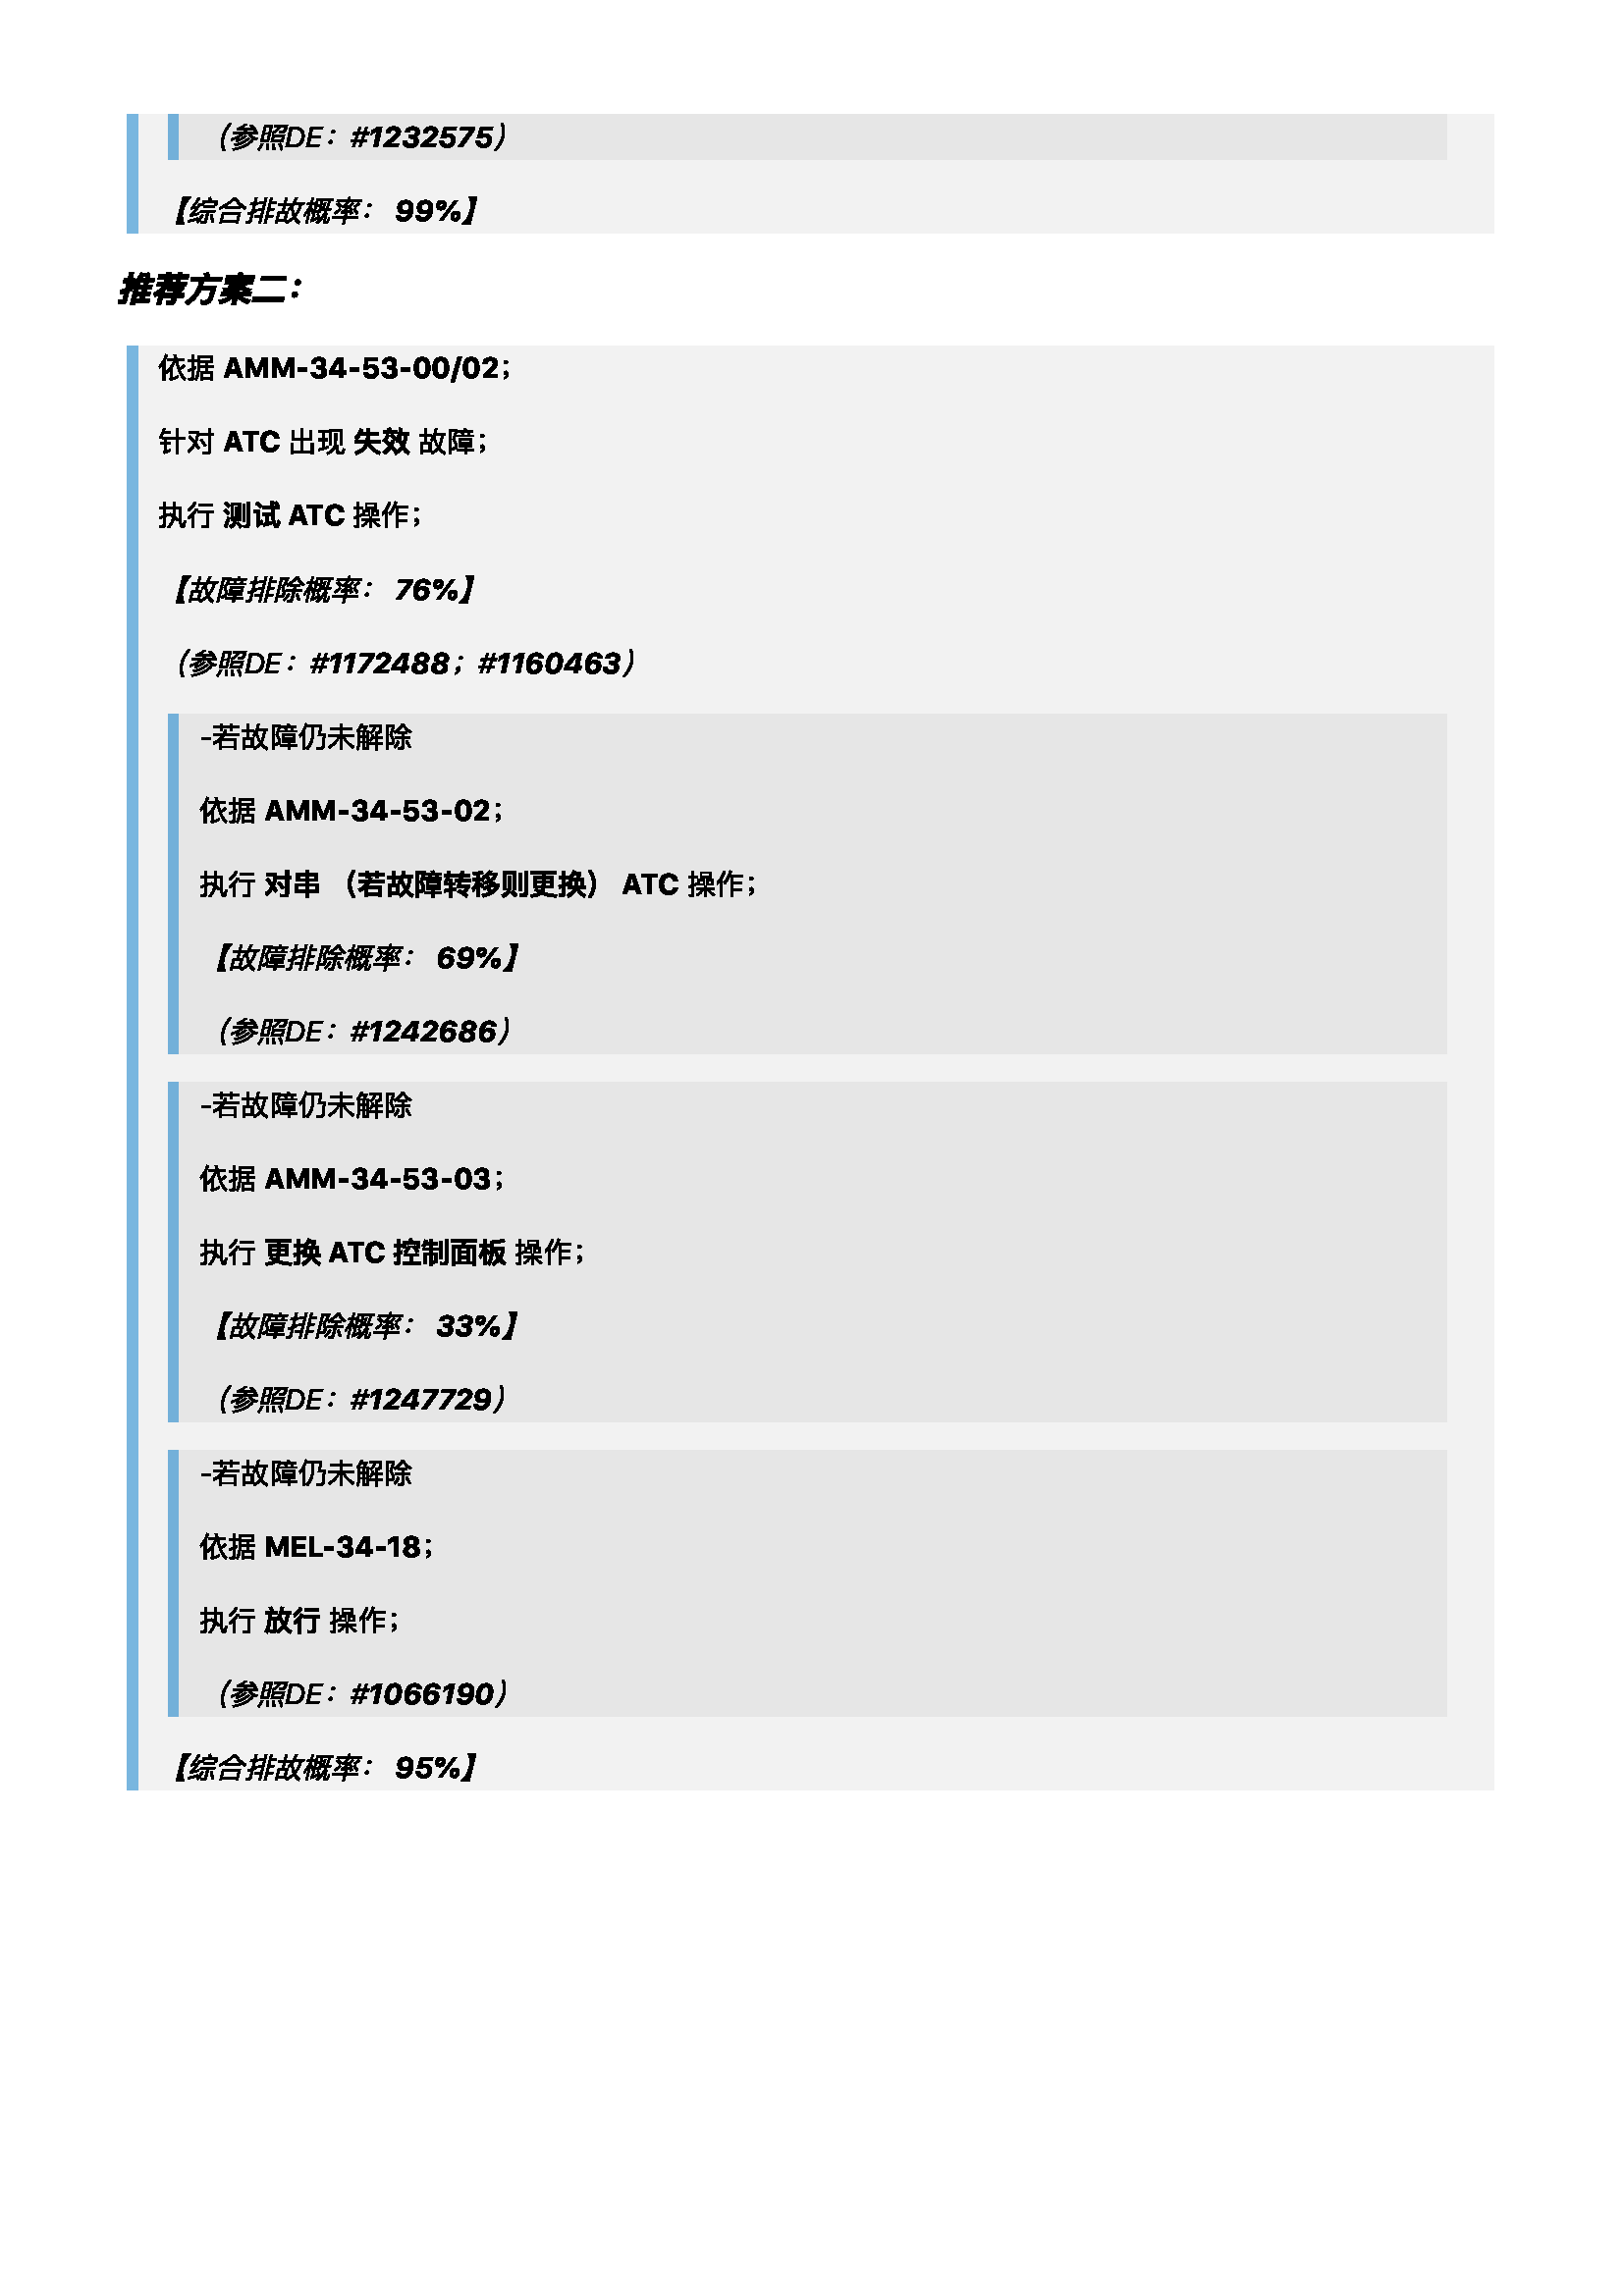 （参照DE：#1232575）
【综合排故概率： 99%】
推荐方案二：
依据 AMM-34-53-00/02；
针对 ATC 出现 失效 故障；
执行 测试 ATC 操作；
【故障排除概率： 76%】
（参照DE：#1172488；#1160463）
-若故障仍未解除
依据 AMM-34-53-02；
执行 对串 （若故障转移则更换） ATC 操作；
【故障排除概率： 69%】
（参照DE：#1242686）
-若故障仍未解除
依据 AMM-34-53-03；
执行 更换 ATC 控制面板 操作；
【故障排除概率： 33%】
（参照DE：#1247729）
-若故障仍未解除
依据 MEL-34-18；
执行 放行 操作；
（参照DE：#1066190）
【综合排故概率： 95%】